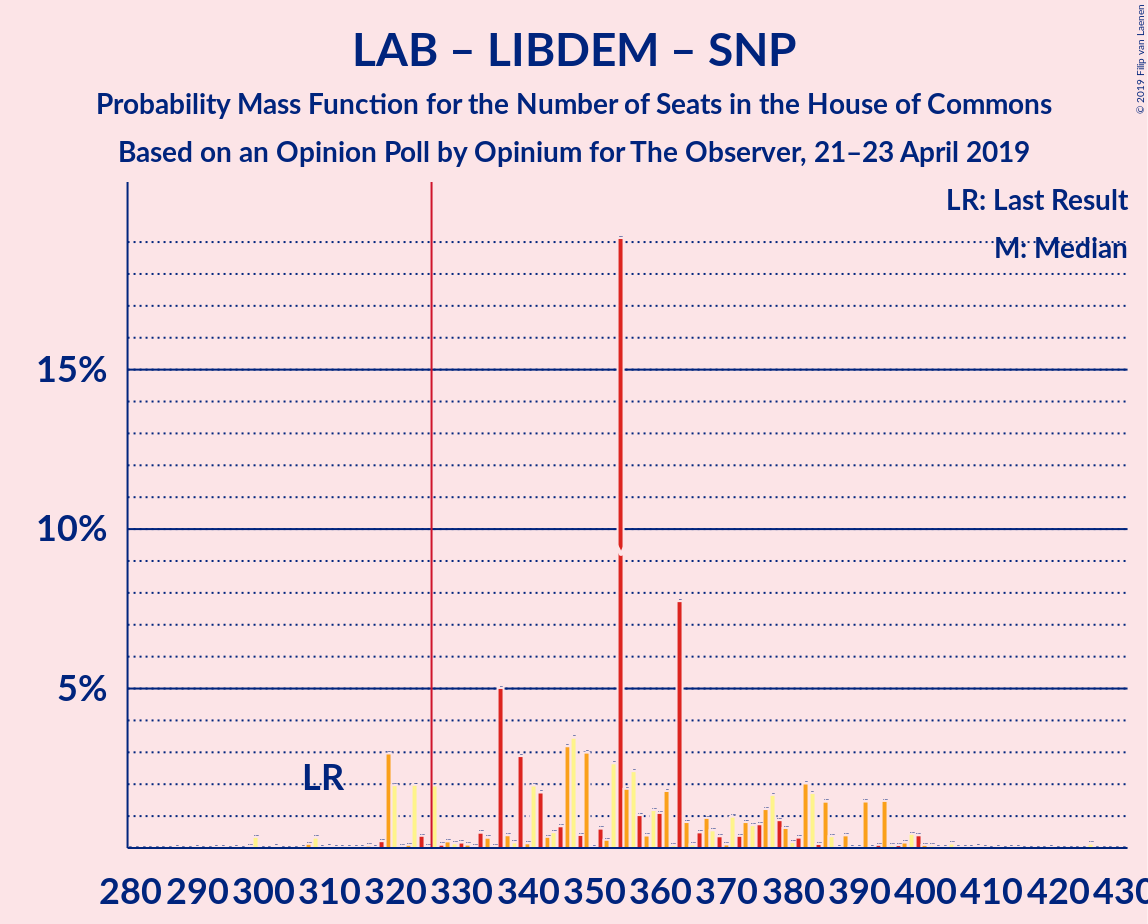 LAB – LIBDEM – SNP
Probability Mass Function for the Number of Seats in the House of Commons
Based on an Opinion Poll by Opinium for The Observer, 21–23 April 2019
© 2019 Filip van Laenen
LR: Last Result
M: Median
15%
10%
5%
LR
280 290 300 310 320 330 340 350 360 370 380 390 400 410 420 430